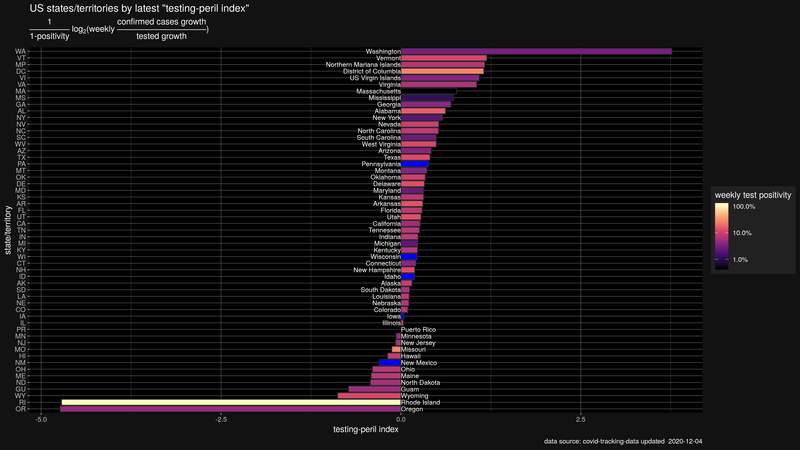 US states/territories by latest "testing-peril index"
1 / 1-positivity log2(weekly confirmed cases growth / tested growth)
WA Washington
VT Vermont
MP Northern Mariana Islands
DC District of Columbia
VI US Virgin Islands
VA Virginia
MA Massachusetts
MS Mississippi
GA Georgia
AL Alabama
NY New York
NV Nevada
NC North Carolina
SC South Carolina
WV West Virginia
AZ Arizona
TX Texas
PA Pennsylvania
MT Montana
OK Oklahoma
DE Delaware
MD Maryland
KS Kansas
AR Arkansas
FL Florida
UT Utah
CA California
TN Tennessee
IN Indiana
MI Michigan
KY Kentucky
WI Wisconsin
CT Connecticut
NH New Hampshire
ID Idaho
AK Alaska
SD South Dakota
LA Louisiana
NE Nebraska
CO Colorado
IA Iowa
IL Illinois
PR Puerto Rico
MN Minnesota
NJ New Jersey
MO Missouri
HI Hawaii
NM New Mexico
OH Ohio
ME Maine
ND North Dakota
GU Guam
WY Wyoming
RI Rhode Island
OR Oregon
state/territory
-5.0 -2.5 0.0 2.5
testing-peril index
weekly test positivity
100.0%
10.0%
1.0%
data source: covid-tracking-data updated 2020-12-04